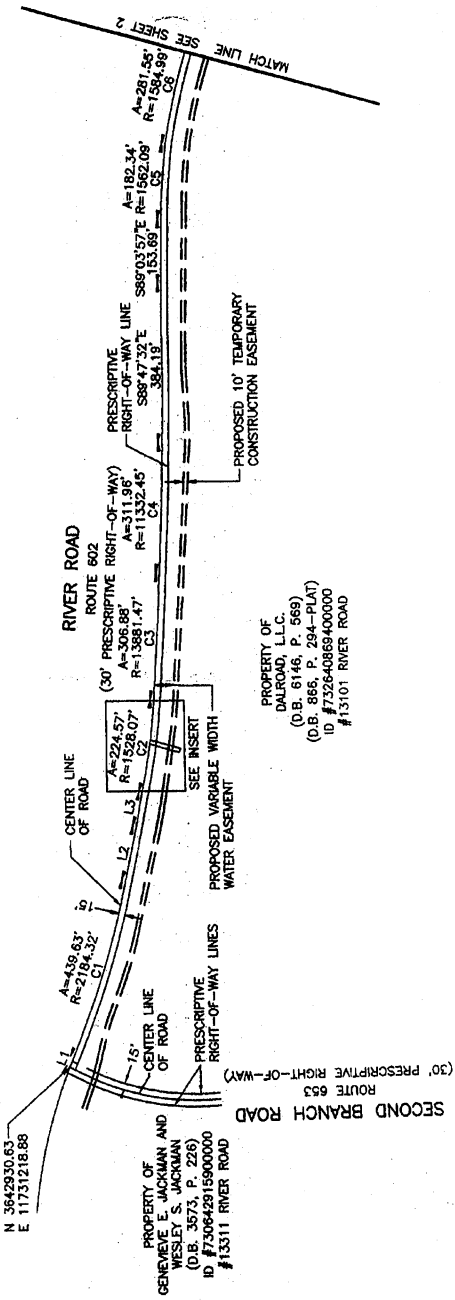 N 3642930.63
E 11731218.88
L1
A=439.63'
R=2184.32'
C1
15'
CENTER LINE
OF ROAD
L2
L3
A=224.57'
R=1528.07'
C2
SEE INSERT
RIVER ROAD
ROUTE 602
(30' PRESCRIPTIVE RIGHT-OF-WAY)
A=306.88'
R=13881.47'
C3
A=311.96'
R=11332.45'
C4
PRESCRIPTIVE
RIGHT-OF-WAY LINE
S89°47'32"E
384.19'
S89°03'57"E
153.69'
A=182.34'
R=1562.09'
C5
A=281.55'
R=1584.99'
C6
MATCH LINE SEE SHEET 2
PROPOSED 10' TEMPORARY
CONSTRUCTION EASEMENT
PROPOSED VARIABLE WIDTH
WATER EASEMENT
15'
CENTER LINE
OF ROAD
PRESCRIPTIVE
RIGHT-OF-WAY LINES
SECOND BRANCH ROAD
ROUTE 653
(30' PRESCRIPTIVE RIGHT-OF-WAY)
PROPERTY OF
GENEVIEVE E. JACKMAN AND
WESLEY S. JACKMAN
(D.B. 3573, P. 226)
ID #730642915900000
#13311 RIVER ROAD
PROPERTY OF
DALROAD, L.L.C.
(D.B. 6146, P. 569)
(D.B. 866, P. 294-PLAT)
ID #732640869400000
#13101 RIVER ROAD